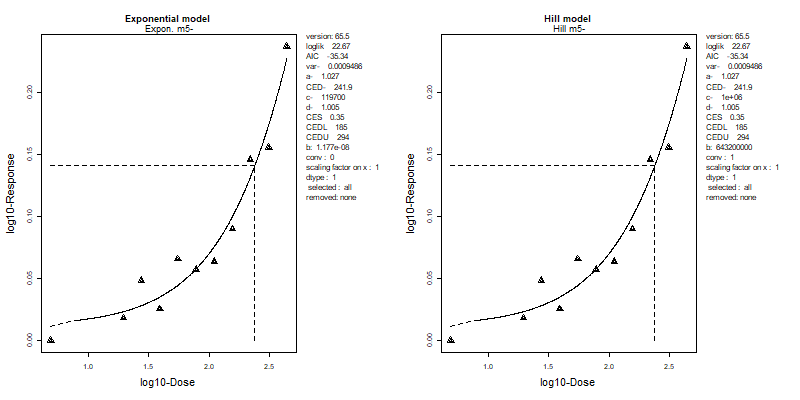 Exponential model
Expon. m5-
version: 65.5
loglik 22.67
AIC -35.34
var- 0.0009486
a- 1.027
CED- 241.9
c- 119700
d- 1.005
CES 0.35
CEDL 185
CEDU 294
b: 1.177e-08
conv : 0
scaling factor on x : 1
dtype : 1
selected : all
removed: none
log10-Response
0.00
0.05
0.10
0.15
0.20
1.0
1.5
2.0
2.5
log10-Dose
Hill model
Hill m5-
version: 65.5
loglik 22.67
AIC -35.34
var- 0.0009486
a- 1.027
CED- 241.9
c- 1e+06
d- 1.005
CES 0.35
CEDL 185
CEDU 294
b: 643200000
conv : 1
scaling factor on x : 1
dtype : 1
selected : all
removed: none
log10-Response
0.00
0.05
0.10
0.15
0.20
1.0
1.5
2.0
2.5
log10-Dose